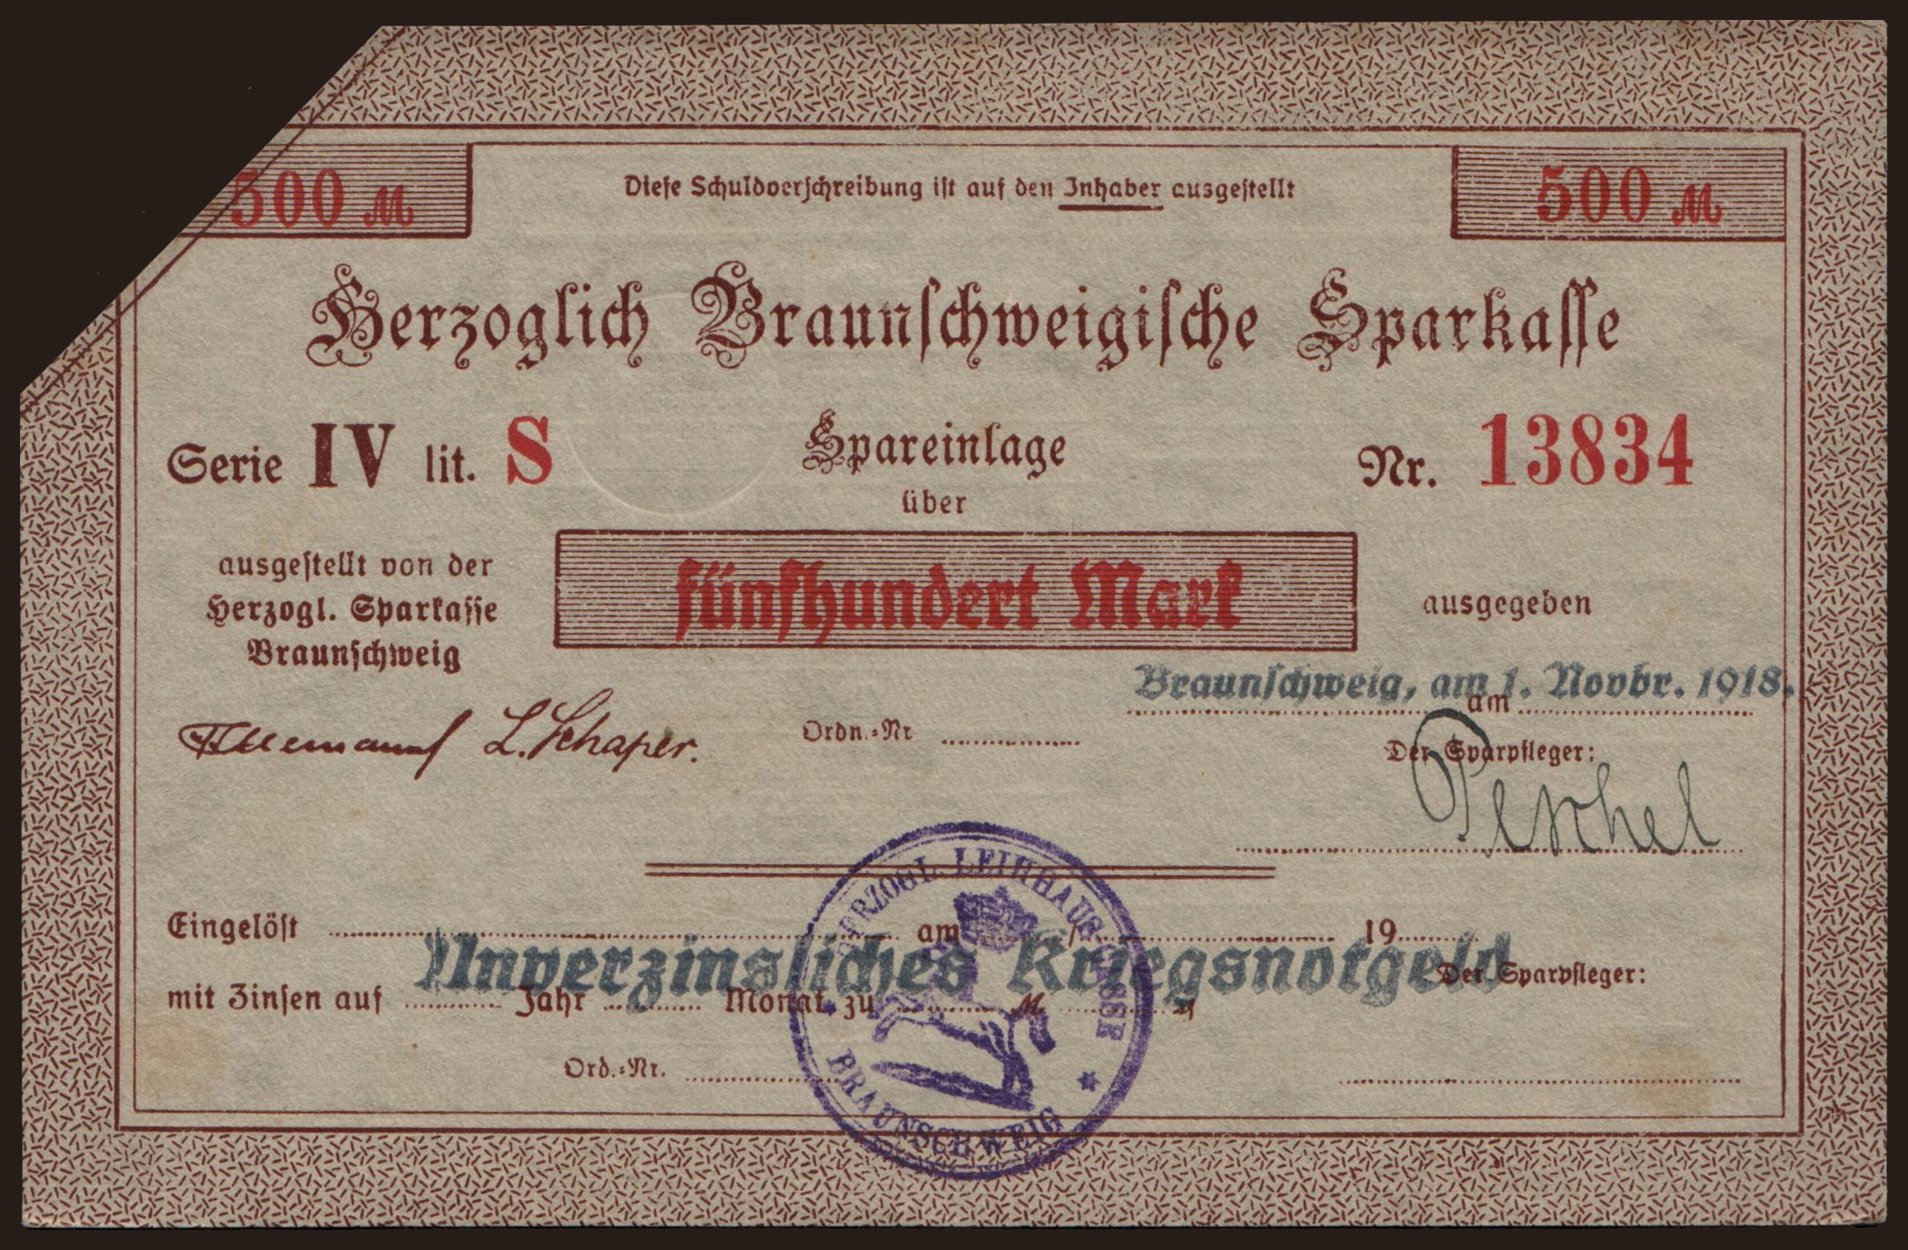 500 M
Diese Schuldverschreibung ist auf den Inhaber ausgestellt
500 M
Herzoglich Braunschweigische Sparkasse
Serie IV lit. S
Spareinlage
Nr. 13834
über
ausgestellt von der
Herzogl. Sparkasse
Braunschweig
fünfhundert Mark
ausgegeben
Braunschweig, am 1. Novbr. 1918.
am
L. Schaper.
Ordn.-Nr
Der Sparpfleger:
Peschel
Eingelöst am 19
Unverzinsliches Kriegsnotgeld
Der Sparpfleger:
mit Zinsen auf Jahr Monat zu M
Ord.-Nr.
HERZOGL. LEIHHAUSKASSE
BRAUNSCHWEIG